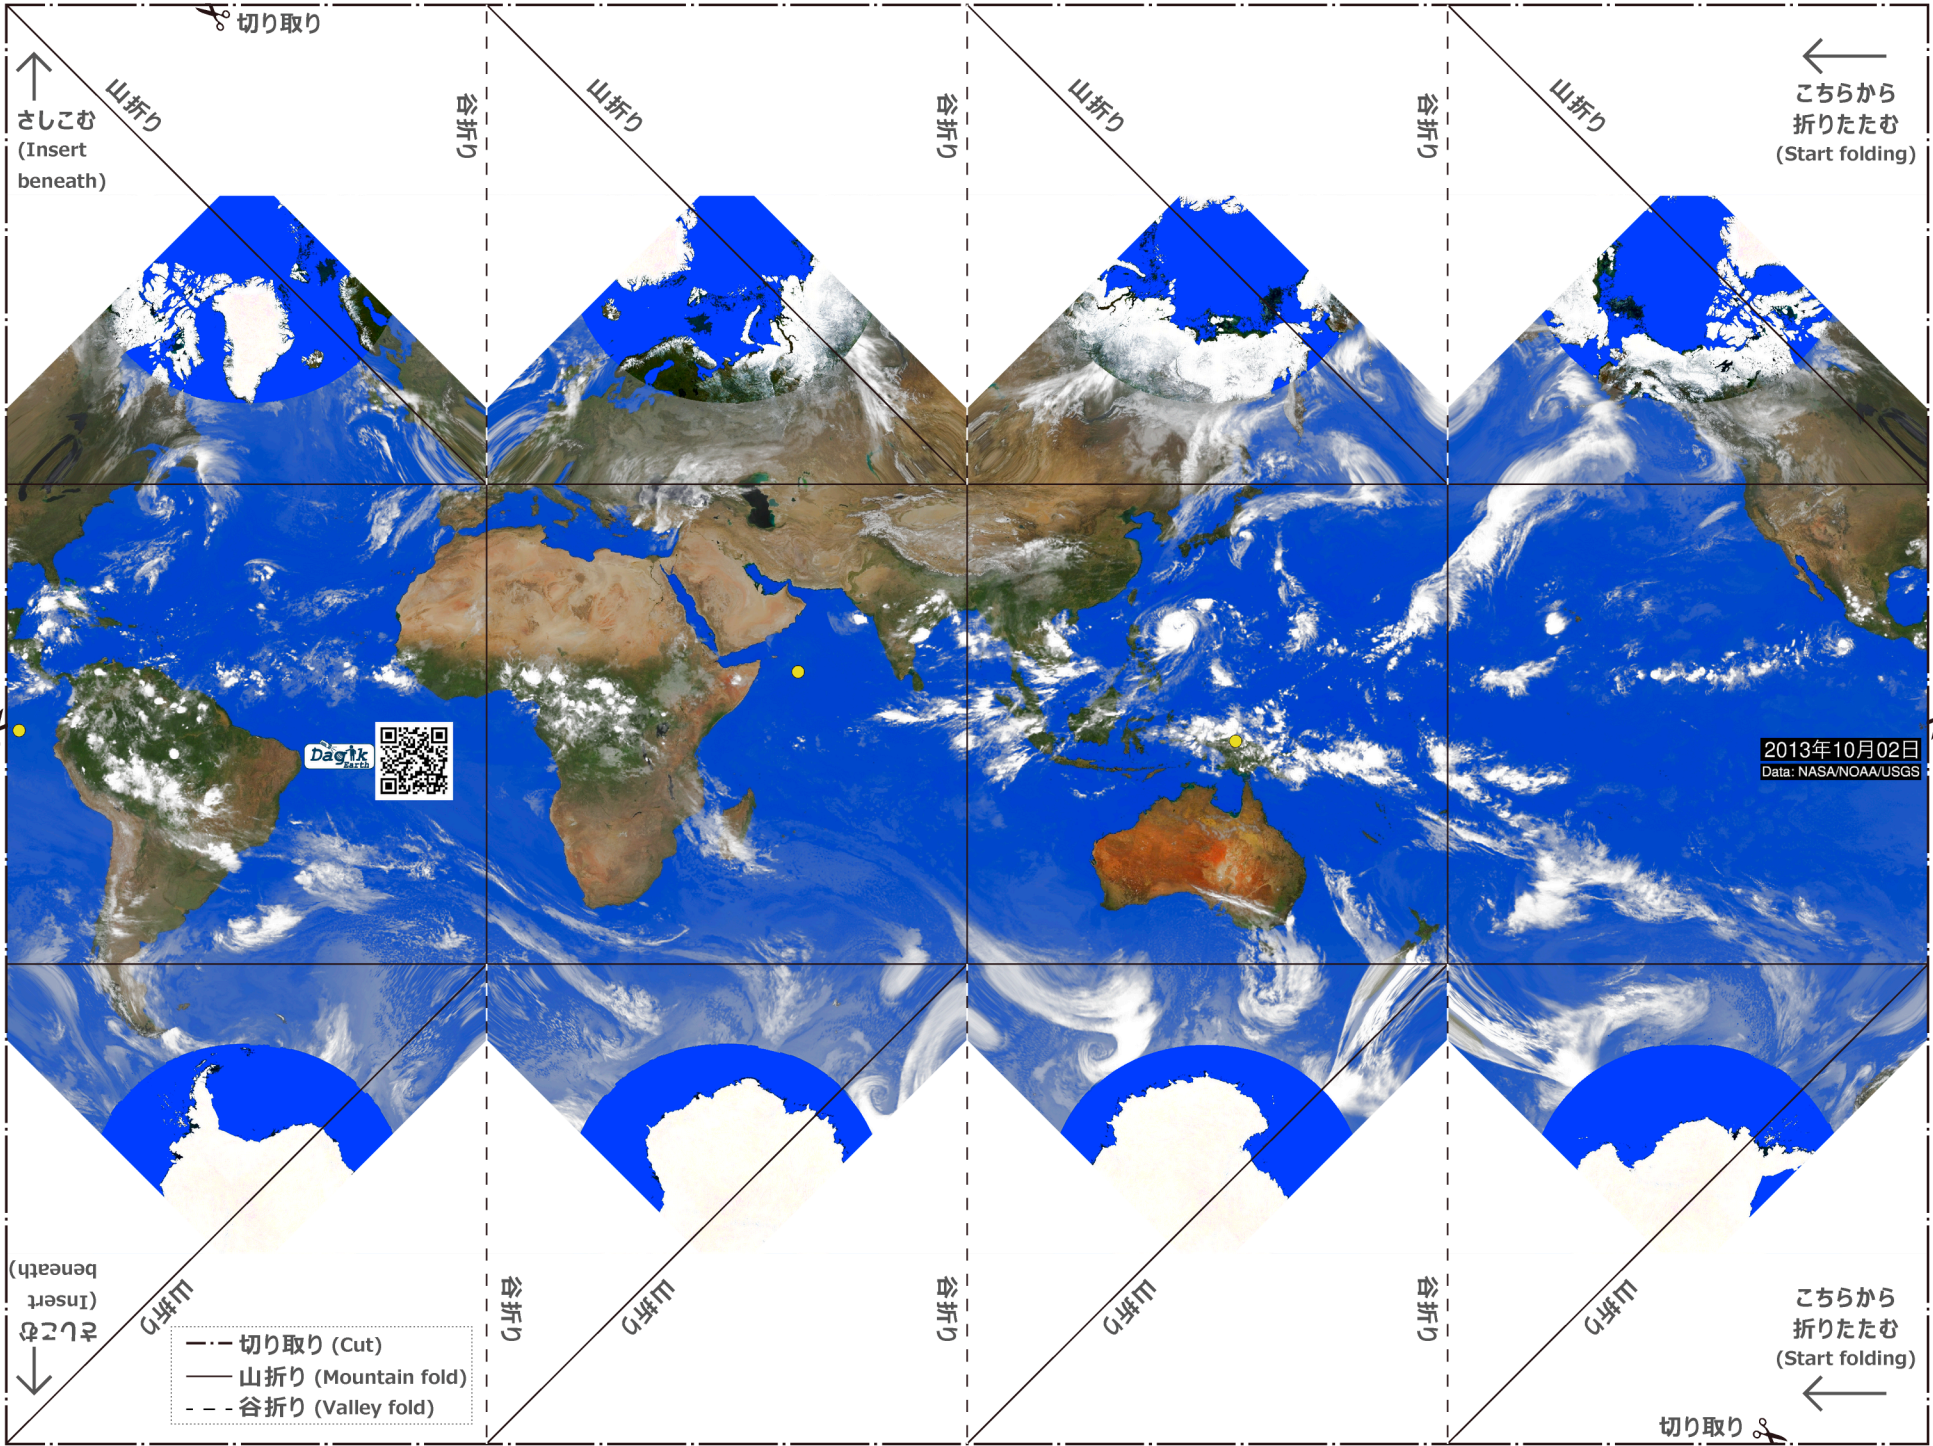 切り取り
山折り
谷折り
山折り
谷折り
山折り
谷折り
山折り
さしこむ
(Insert
beneath)
こちらから
折りたたむ
(Start folding)
Dagik
Earth
2013年10月02日
Data: NASA/NOAA/USGS
さしこむ
(Insert
beneath)
山折り
谷折り
山折り
谷折り
山折り
谷折り
山折り
切り取り (Cut)
山折り (Mountain fold)
谷折り (Valley fold)
こちらから
折りたたむ
(Start folding)
切り取り